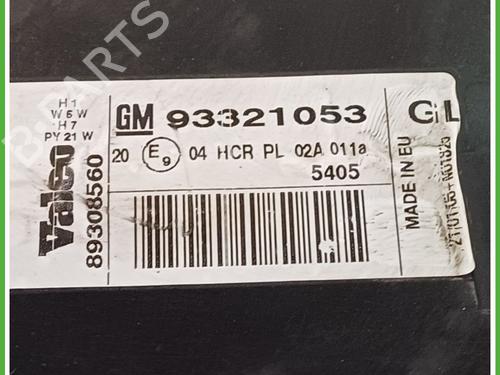 H1
W5W
H7
PY21W
Valeo
89308560
GM 93321053
20 E9 04 HCR PL 02A 011a
5405
GL
MADE IN EU
B-PARTS